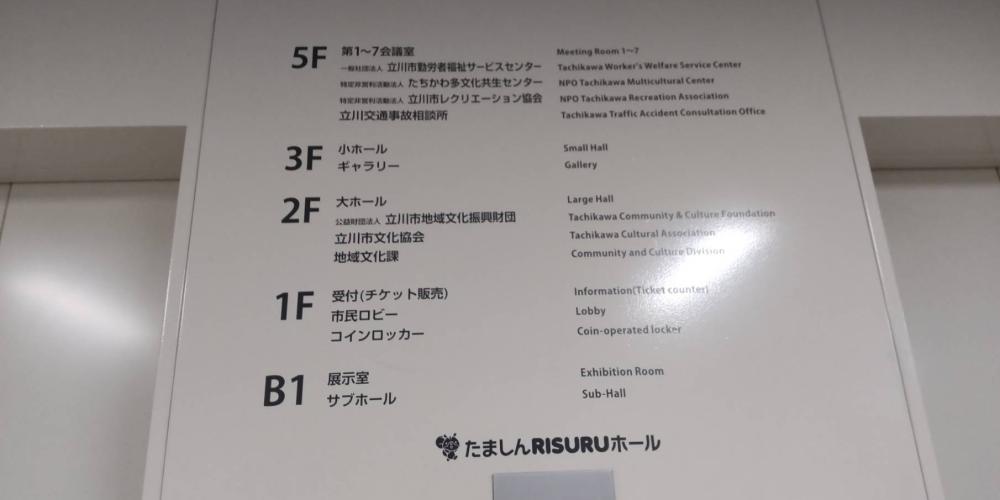 5F 第1～7会議室 Meeting Room 1～7
一般社団法人 立川市勤労者福祉サービスセンター Tachikawa Worker's Welfare Service Center
特定非営利活動法人 たちかわ多文化共生センター NPO Tachikawa Multicultural Center
特定非営利活動法人 立川市レクリエーション協会 NPO Tachikawa Recreation Association
立川交通事故相談所 Tachikawa Traffic Accident Consultation Office
3F 小ホール Small Hall
ギャラリー Gallery
2F 大ホール Large Hall
公益財団法人 立川市地域文化振興財団 Tachikawa Community & Culture Foundation
立川市文化協会 Tachikawa Cultural Association
地域文化課 Community and Culture Division
1F 受付(チケット販売) Information(Ticket counter)
市民ロビー Lobby
コインロッカー Coin-operated locker
B1 展示室 Exhibition Room
サブホール Sub-Hall
たましんRISURUホール